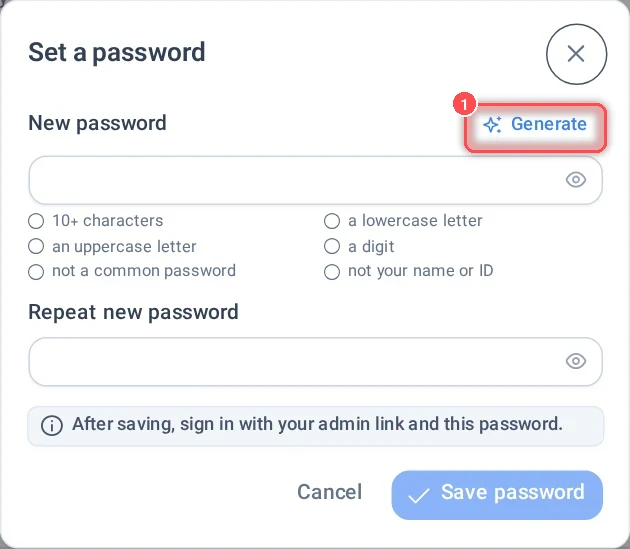 Set a password
New password
1
Generate
10+ characters
a lowercase letter
an uppercase letter
a digit
not a common password
not your name or ID
Repeat new password
After saving, sign in with your admin link and this password.
Cancel
Save password